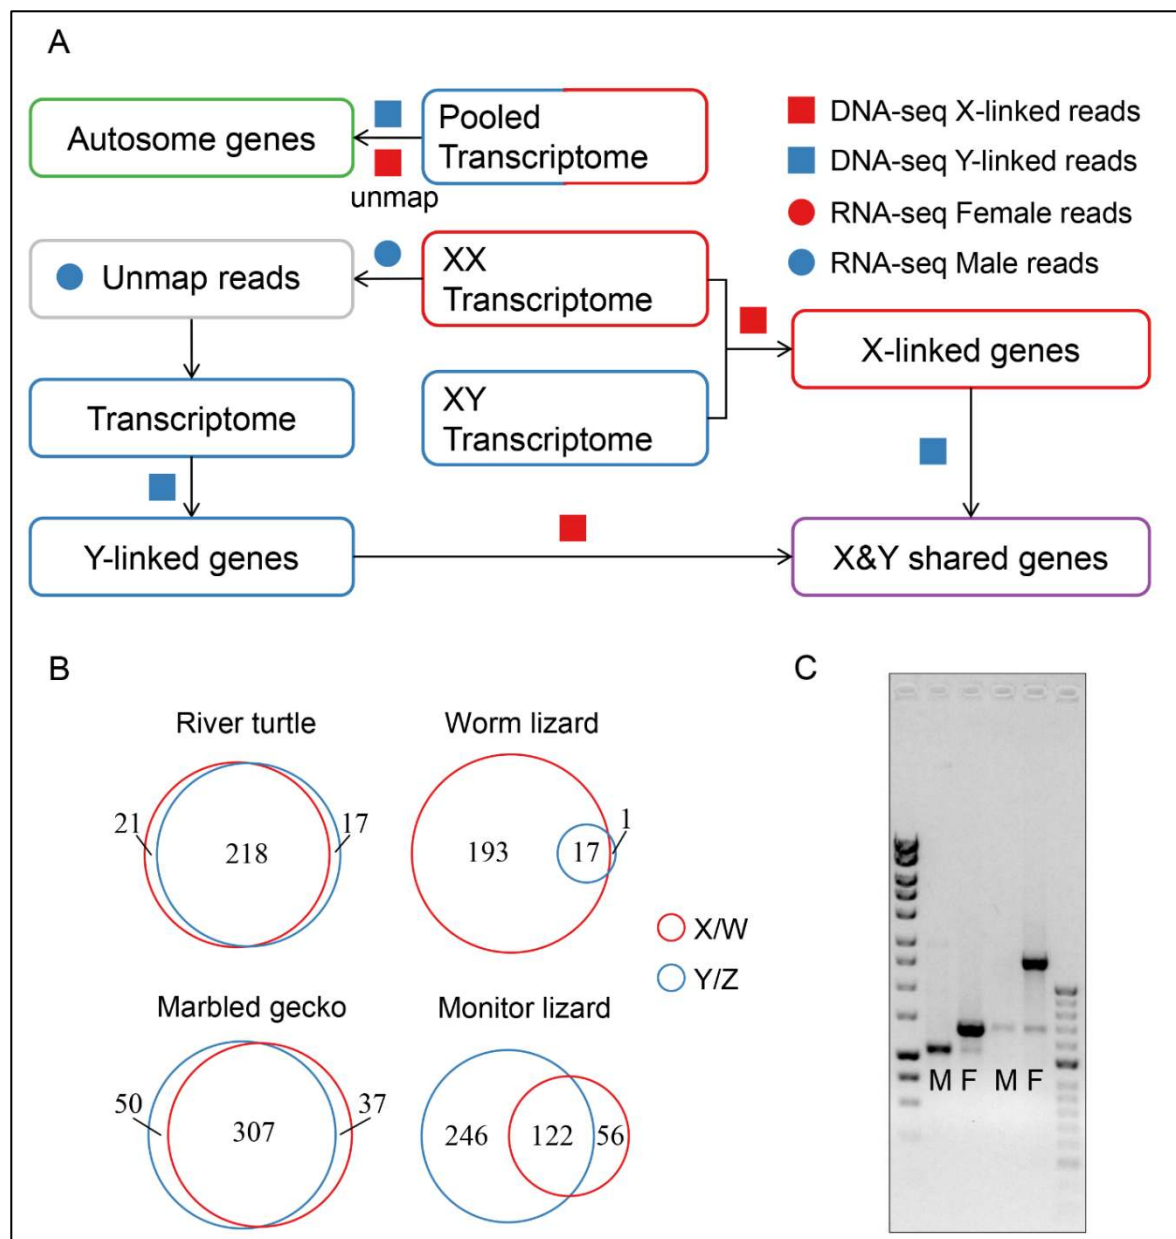 A
Autosome genes
Pooled
Transcriptome
unmap
DNA-seq X-linked reads
DNA-seq Y-linked reads
RNA-seq Female reads
RNA-seq Male reads
Unmap reads
XX
Transcriptome
X-linked genes
Transcriptome
XY
Transcriptome
Y-linked genes
X&Y shared genes
B
River turtle
21
218
17
Worm lizard
193
17
1
X/W
Y/Z
Marbled gecko
50
307
37
Monitor lizard
246
122
56
C
M F M F